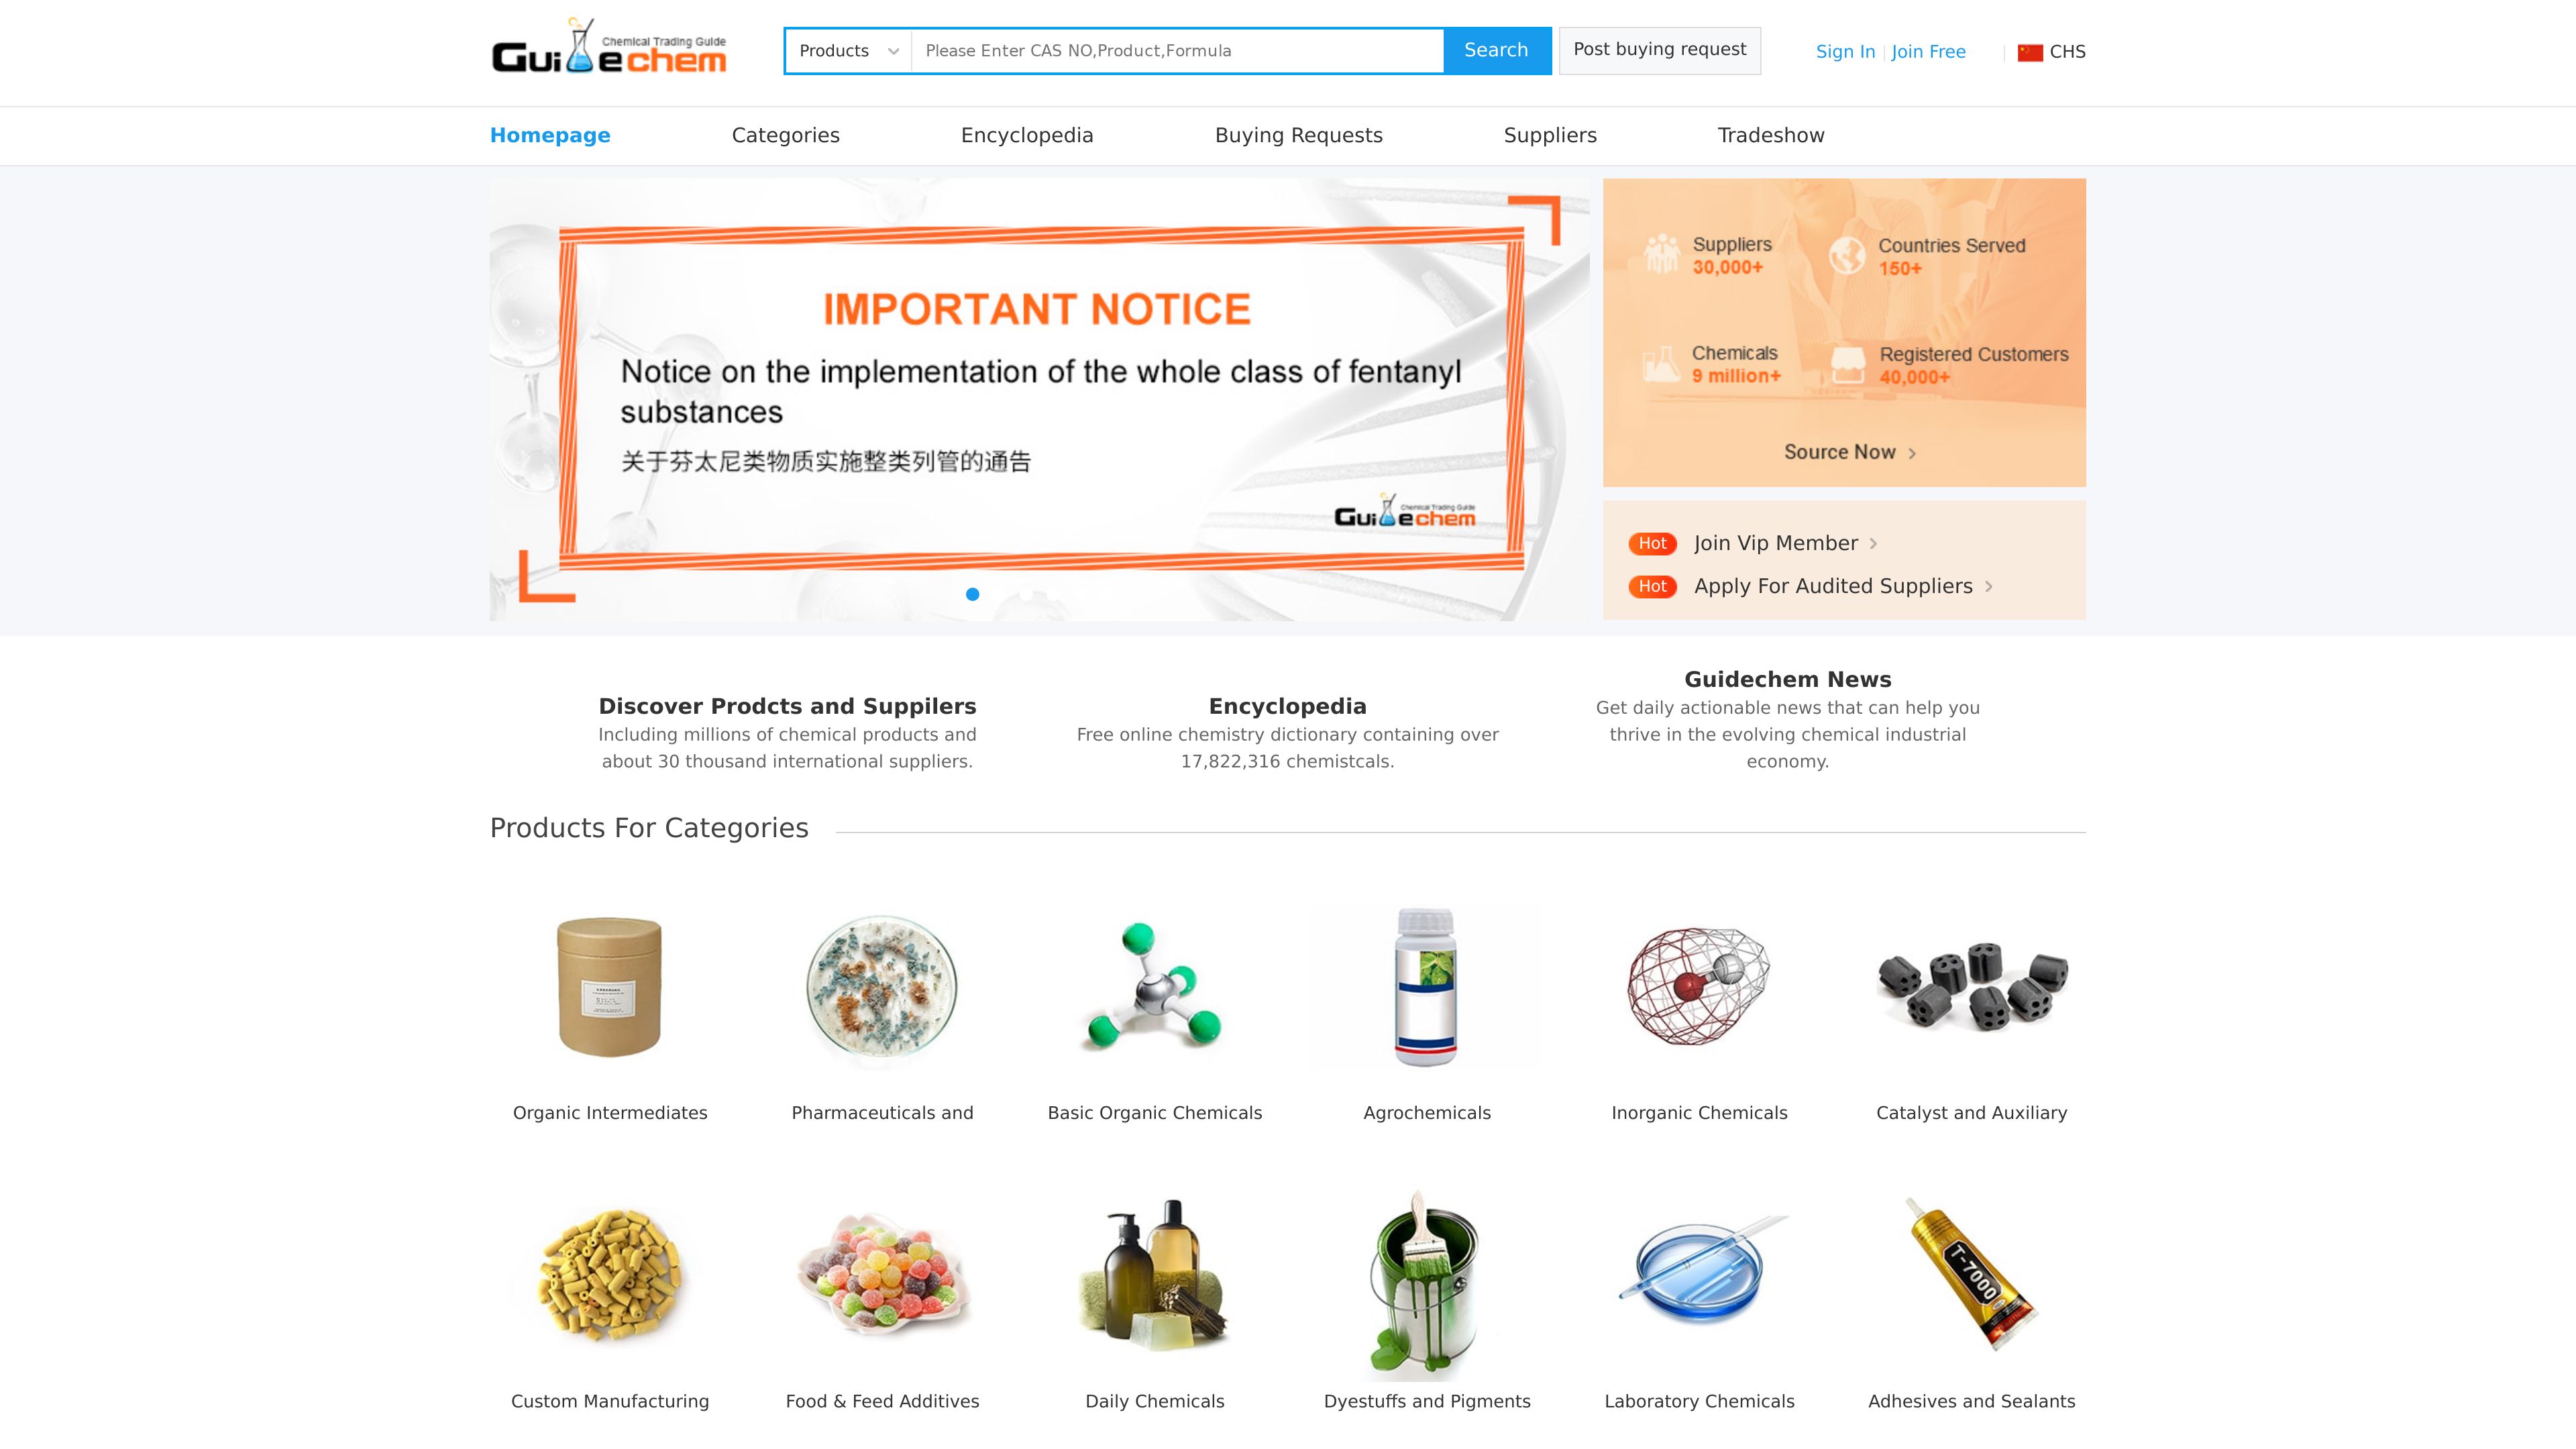 Guidechem
Chemical Trading Guide
Products
Please Enter CAS NO,Product,Formula
Search
Post buying request
Sign In
Join Free
CHS
Homepage
Categories
Encyclopedia
Buying Requests
Suppliers
Tradeshow
IMPORTANT NOTICE
Notice on the implementation of the whole class of fentanyl
substances
关于芬太尼类物质实施整类列管的通告
Guidechem
Chemical Trading Guide
Suppliers
30,000+
Countries Served
150+
Chemicals
9 million+
Registered Customers
40,000+
Source Now
Hot Join Vip Member
Hot Apply For Audited Suppliers
Discover Prodcts and Suppilers
Including millions of chemical products and
about 30 thousand international suppliers.
Encyclopedia
Free online chemistry dictionary containing over
17,822,316 chemistcals.
Guidechem News
Get daily actionable news that can help you
thrive in the evolving chemical industrial
economy.
Products For Categories
Organic Intermediates
Pharmaceuticals and
Basic Organic Chemicals
Agrochemicals
Inorganic Chemicals
Catalyst and Auxiliary
T-7000
Custom Manufacturing
Food & Feed Additives
Daily Chemicals
Dyestuffs and Pigments
Laboratory Chemicals
Adhesives and Sealants